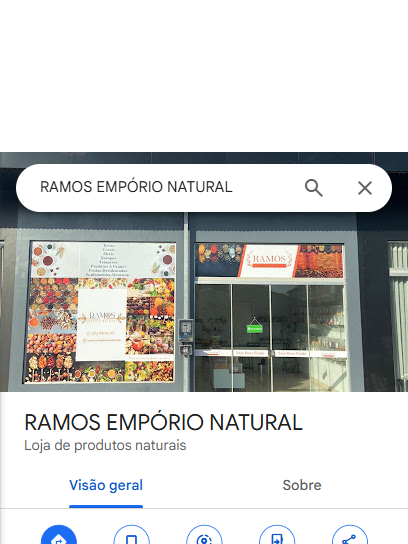 RAMOS EMPÓRIO NATURAL
RAMOS
RAMOS
RAMOS EMPÓRIO NATURAL
Loja de produtos naturais
Visão geral
Sobre